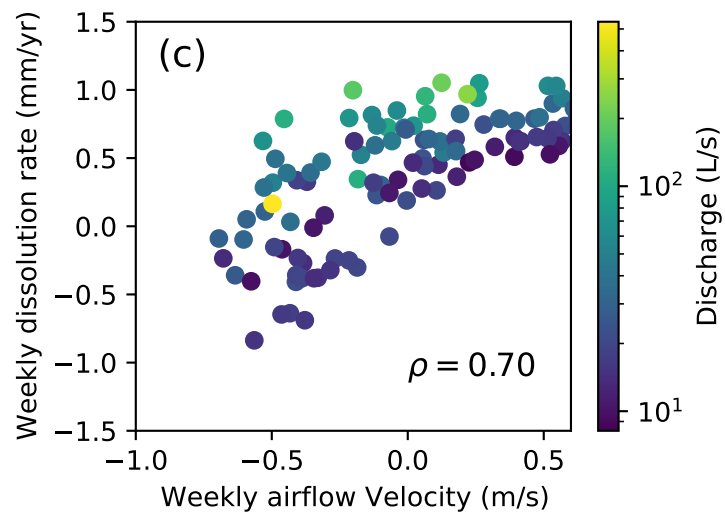 (c)
1.5
1.0
0.5
0.0
−0.5
−1.0
−1.5
Weekly dissolution rate (mm/yr)
ρ = 0.70
−1.0
−0.5
0.0
0.5
Weekly airflow Velocity (m/s)
10²
10¹
Discharge (L/s)